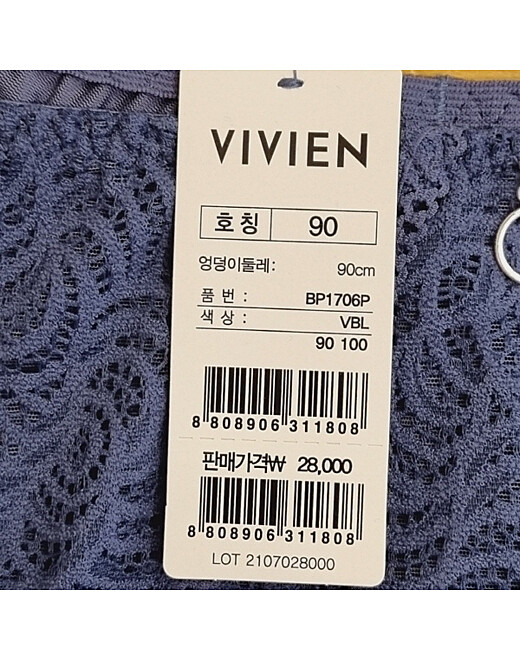 VIVIEN
호칭 90
엉덩이둘레: 90cm
품 번 : BP1706P
색 상 : VBL
90 100
8 808906 311808
판매가격₩ 28,000
8 808906 311808
LOT 2107028000